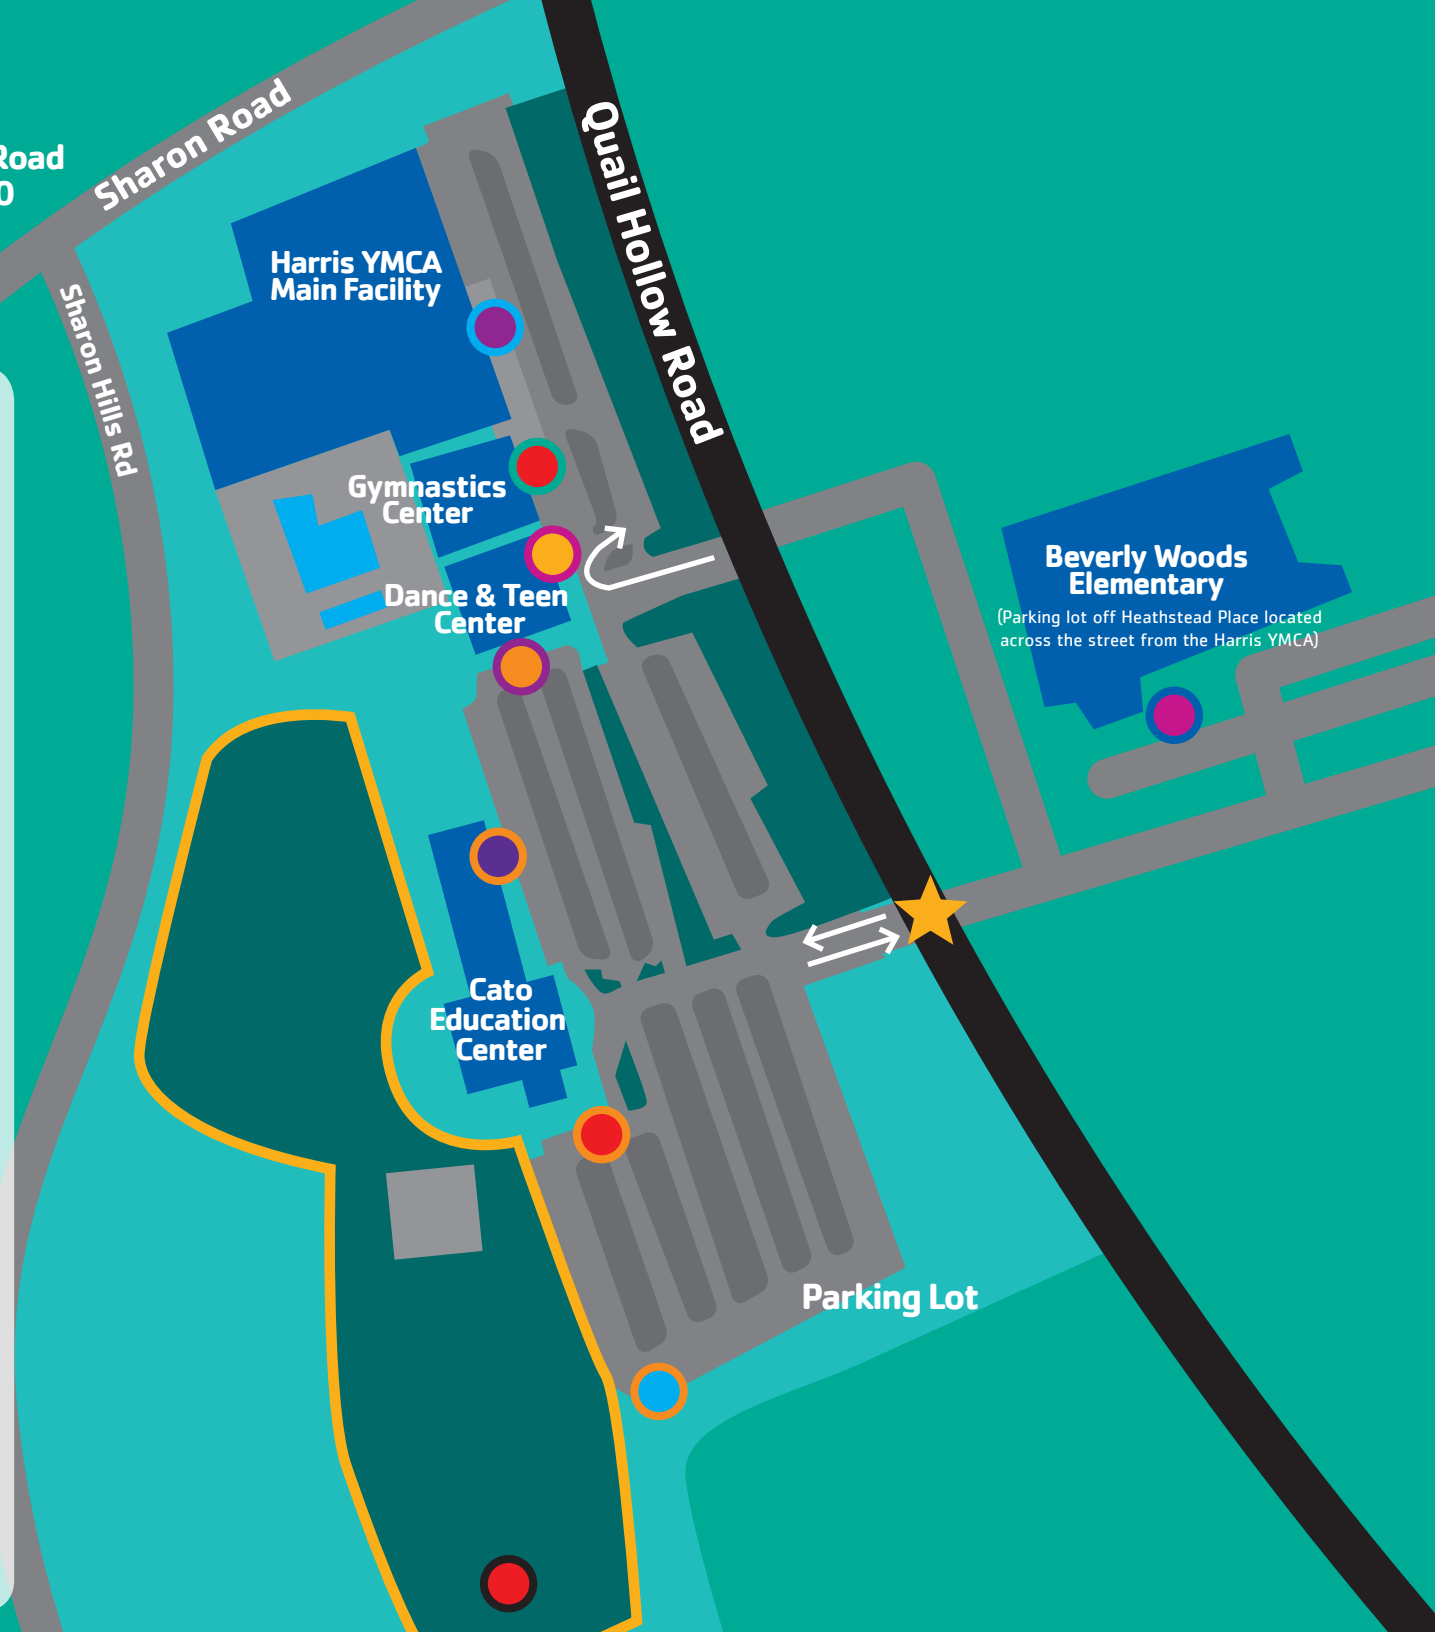 Sharon Road
Road
0
Quail Hollow Road
Sharon Hills Rd
Harris YMCA
Main Facility
Gymnastics
Center
Dance & Teen
Center
Beverly Woods
Elementary
(Parking lot off Heathstead Place located
across the street from the Harris YMCA)
Cato
Education
Center
Parking Lot